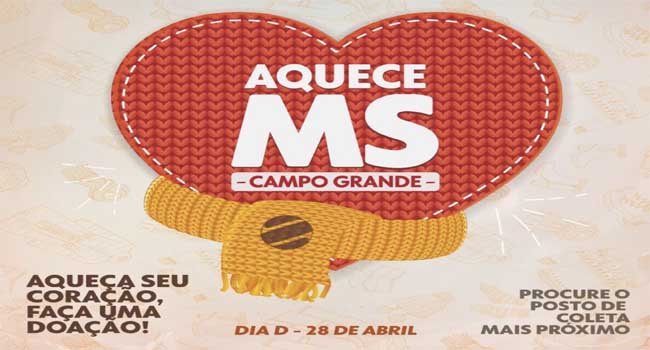 AQUECE
MS
– CAMPO GRANDE –
AQUEÇA SEU
CORAÇÃO,
FAÇA UMA
DOAÇÃO!
DIA D - 28 DE ABRIL
PROCURE O
POSTO DE
COLETA
MAIS PRÓXIMO